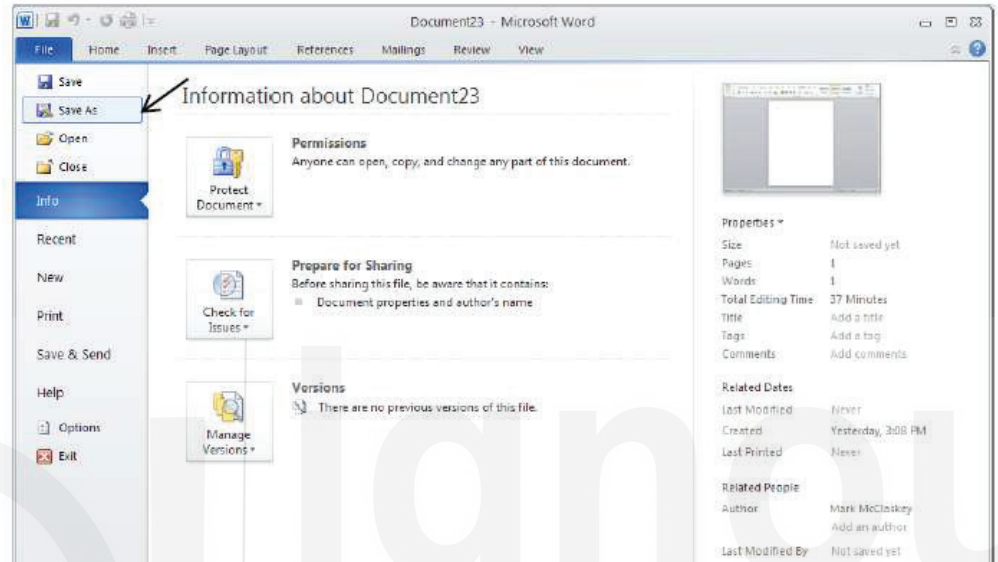 Document23 - Microsoft Word
File Home Insert Page Layout References Mailings Review View
Save
Save As
Open
Close
Info
Recent
New
Print
Save & Send
Help
Options
Exit
Information about Document23
Protect
Document
Permissions
Anyone can open, copy, and change any part of this document.
Check for
Issues
Prepare for Sharing
Before sharing this file, be aware that it contains:
Document properties and author's name
Manage
Versions
Versions
There are no previous versions of this file.
Properties
Size Not saved yet
Pages 1
Words 1
Total Editing Time 37 Minutes
Title Add a title
Tags Add a tag
Comments Add comments
Related Dates
Last Modified Never
Created Yesterday, 3:08 PM
Last Printed Never
Related People
Author Mark McCloskey
Add an author
Last Modified By Not saved yet
ignou